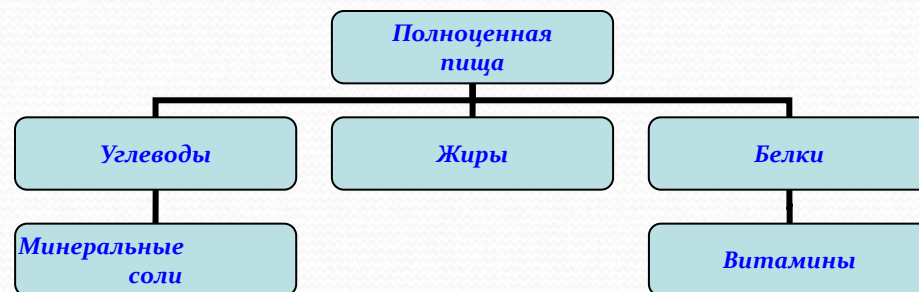 Полноценная
пища
Углеводы
Жиры
Белки
Минеральные
соли
Витамины